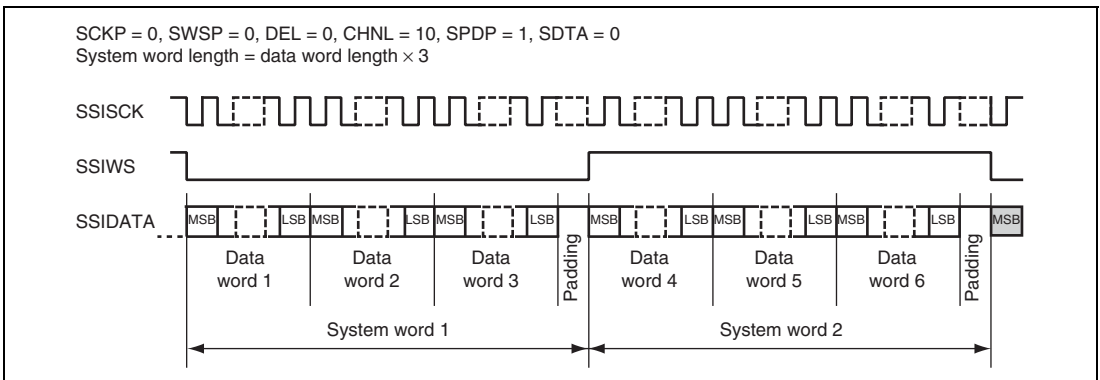 SCKP = 0, SWSP = 0, DEL = 0, CHNL = 10, SPDP = 1, SDTA = 0
System word length = data word length × 3
SSISCK
SSIWS
SSIDATA
MSB LSB MSB LSB MSB LSB MSB LSB MSB LSB MSB LSB MSB
Data word 1
Data word 2
Data word 3
Padding
Data word 4
Data word 5
Data word 6
Padding
System word 1
System word 2